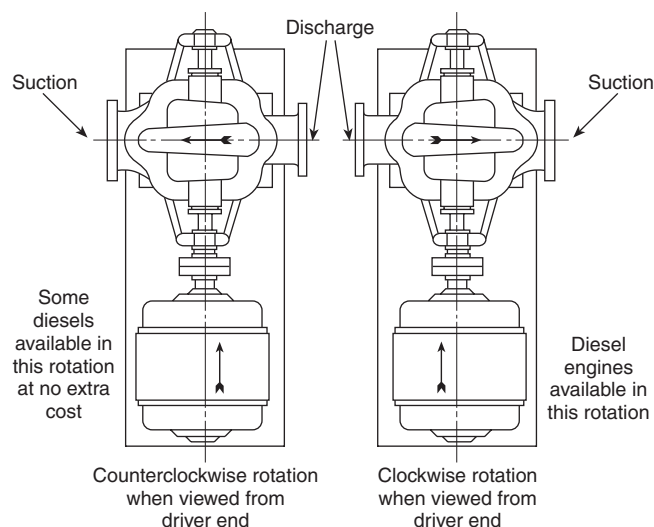 Discharge
Suction
Suction
Some
diesels
available in
this rotation
at no extra
cost
Diesel
engines
available in
this rotation
Counterclockwise rotation
when viewed from
driver end
Clockwise rotation
when viewed from
driver end